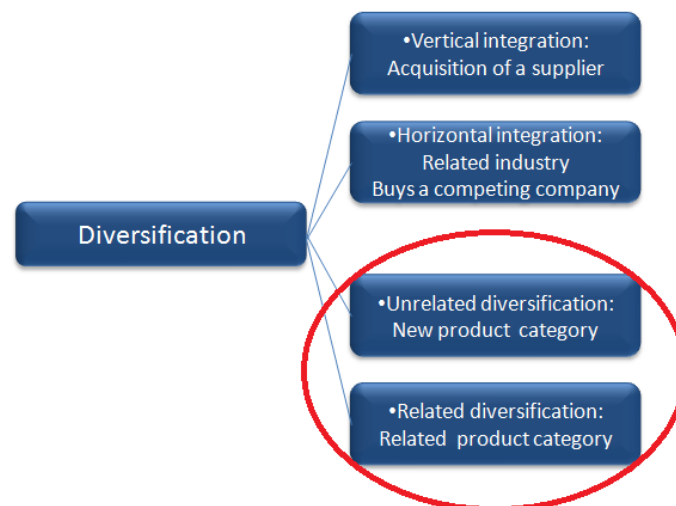 •Vertical integration:
Acquisition of a supplier
•Horizontal integration:
Related industry
Buys a competing company
Diversification
•Unrelated diversification:
New product category
•Related diversification:
Related product category